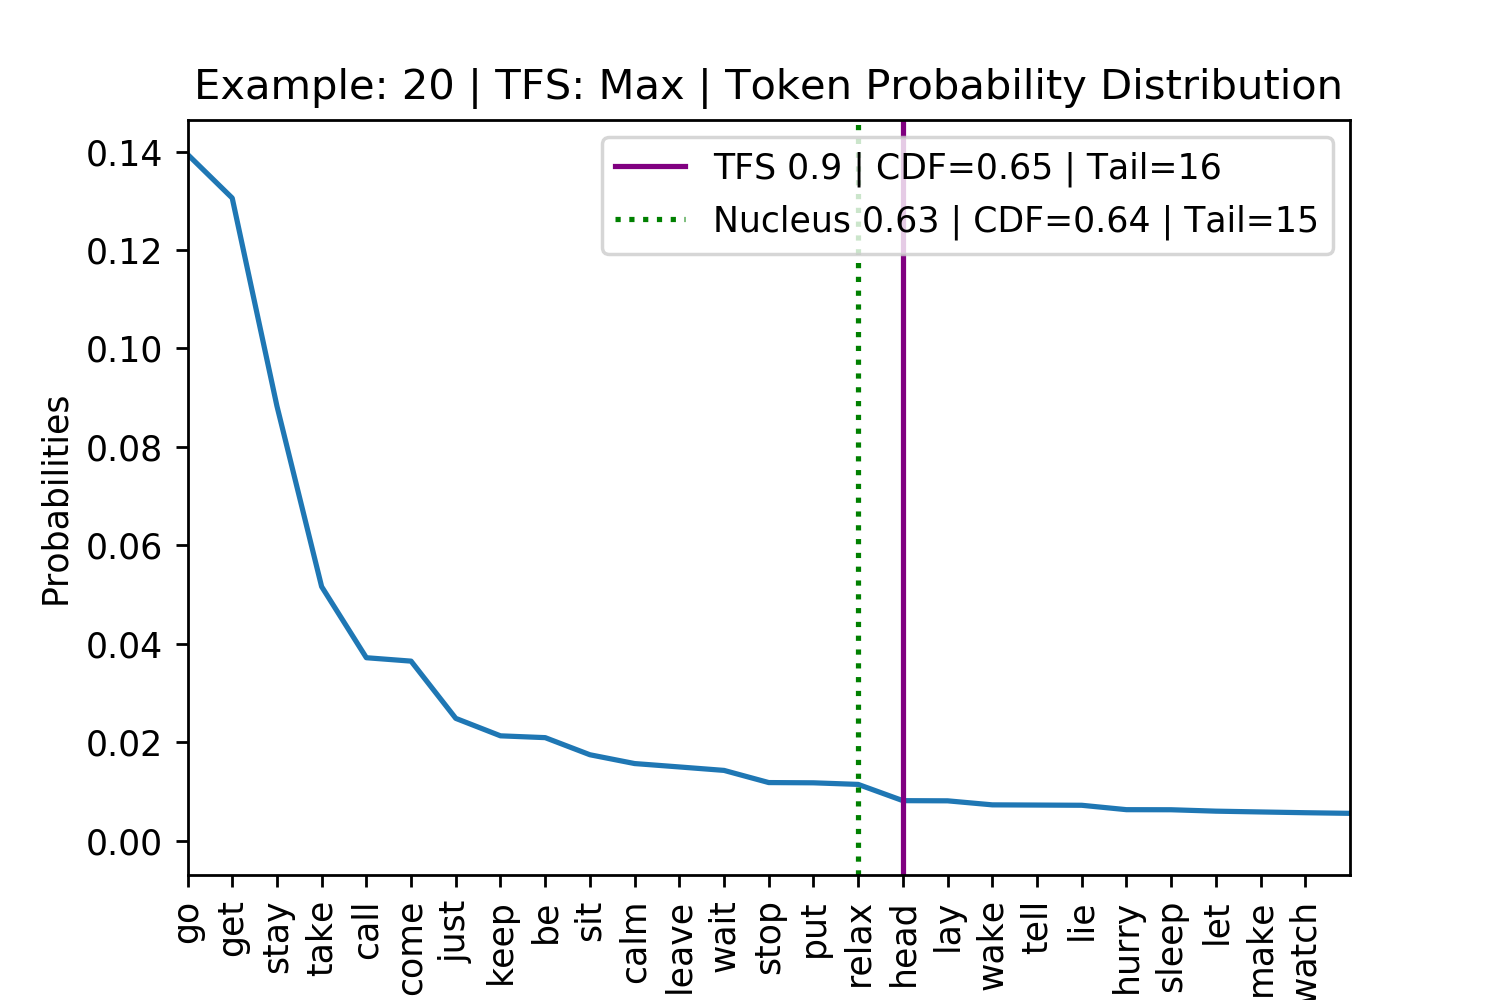 Example: 20 | TFS: Max | Token Probability Distribution
TFS 0.9 | CDF=0.65 | Tail=16
Nucleus 0.63 | CDF=0.64 | Tail=15
Probabilities
0.14
0.12
0.10
0.08
0.06
0.04
0.02
0.00
go
get
stay
take
call
come
just
keep
be
sit
calm
leave
wait
stop
put
relax
head
lay
wake
tell
lie
hurry
sleep
let
make
watch